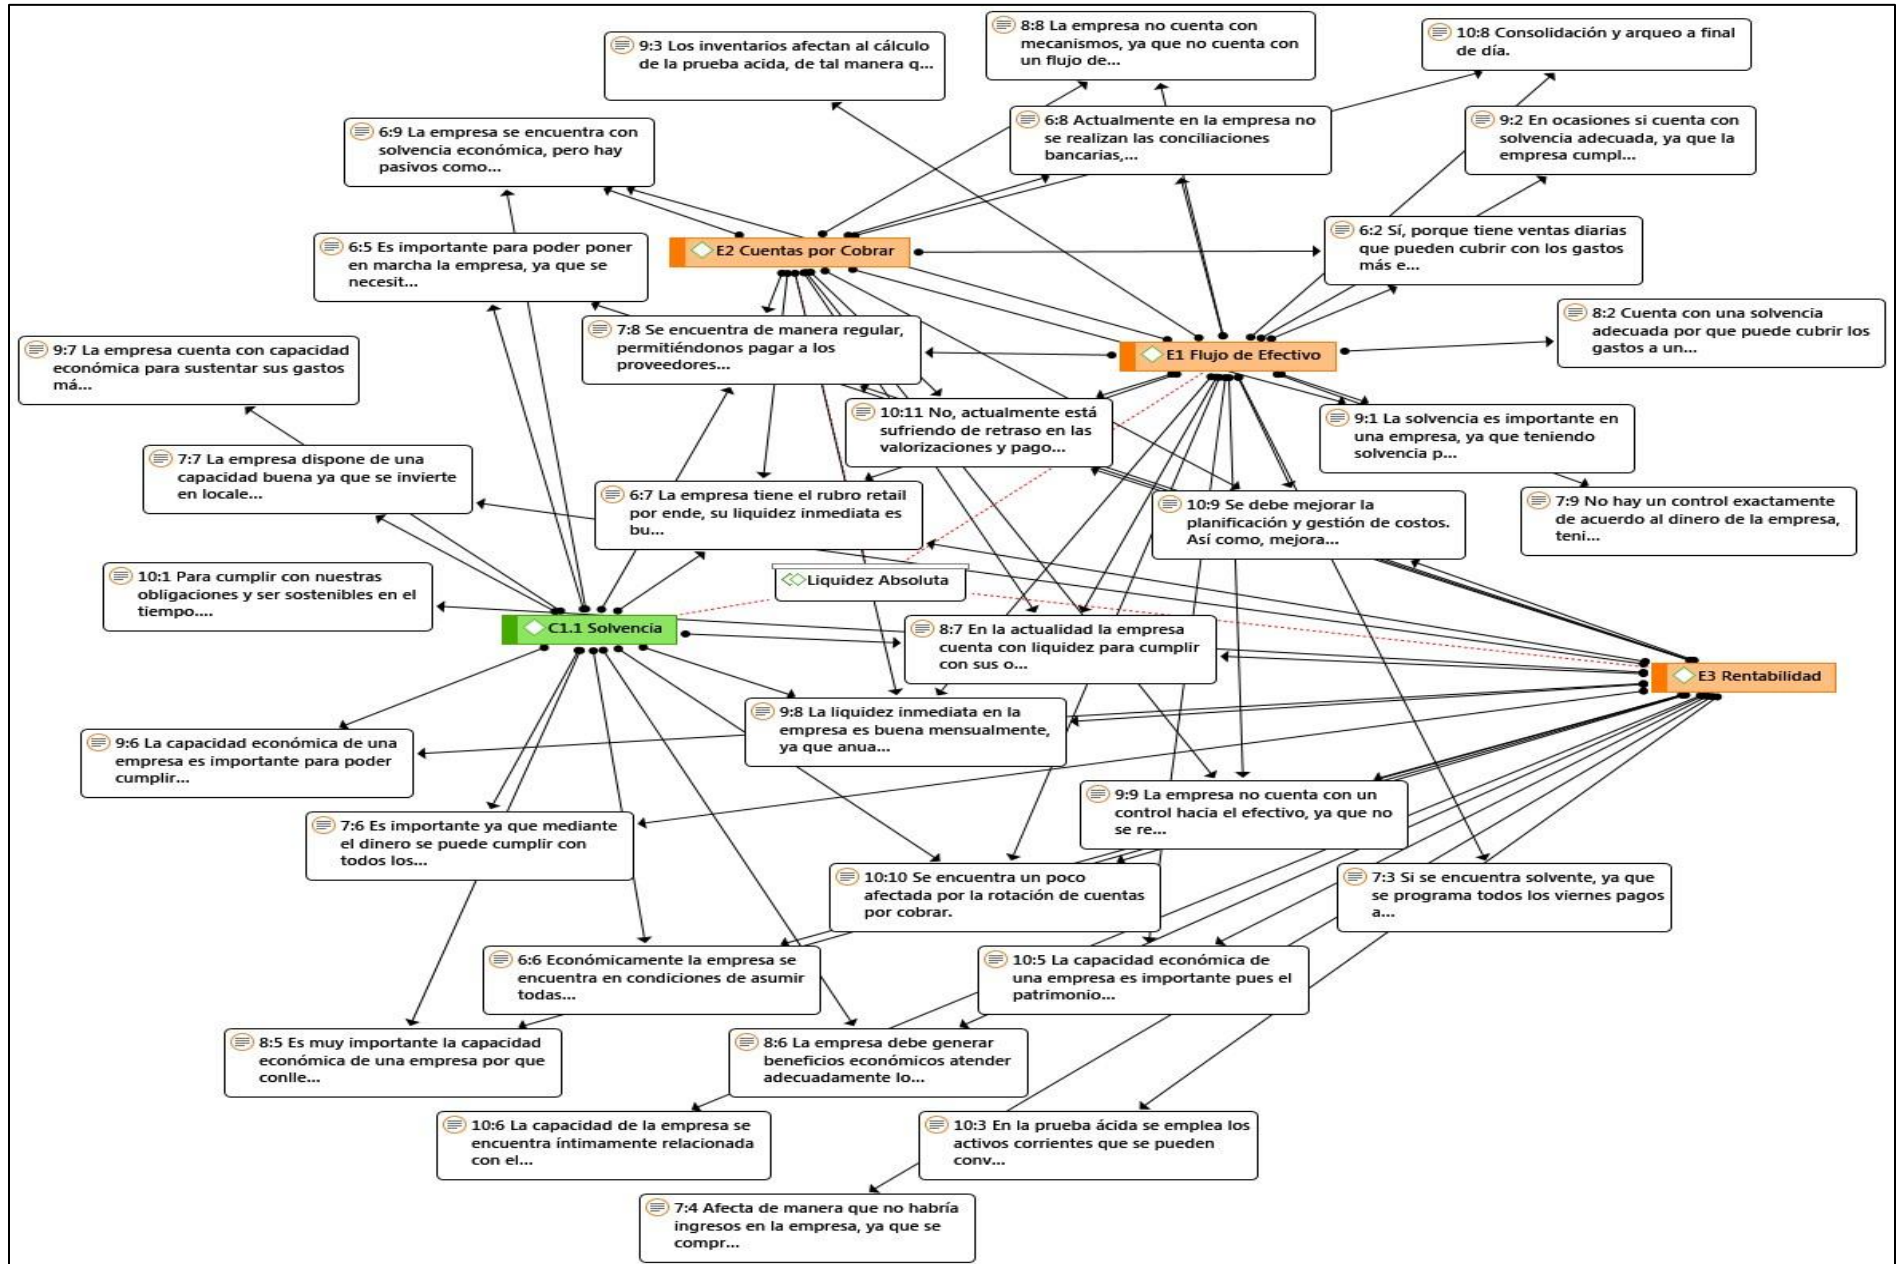 9:3 Los inventarios afectan al cálculo
de la prueba acida, de tal manera q...
8:8 La empresa no cuenta con
mecanismos, ya que no cuenta con
un flujo de...
10:8 Consolidación y arqueo a final
de día.
6:9 La empresa se encuentra con
solvencia económica, pero hay
pasivos como...
6:8 Actualmente en la empresa no
se realizan las conciliaciones
bancarias,...
9:2 En ocasiones si cuenta con
solvencia adecuada, ya que la
empresa cumpl...
6:5 Es importante para poder poner
en marcha la empresa, ya que se
necesit...
E2 Cuentas por Cobrar
6:2 Sí, porque tiene ventas diarias
que pueden cubrir con los gastos
más e...
9:7 La empresa cuenta con capacidad
económica para sustentar sus gastos
má...
7:8 Se encuentra de manera regular,
permitiéndonos pagar a los
proveedores...
E1 Flujo de Efectivo
8:2 Cuenta con una solvencia
adecuada por que puede cubrir los
gastos a un...
7:7 La empresa dispone de una
capacidad buena ya que se invierte
en locale...
10:11 No, actualmente está
sufriendo de retraso en las
valorizaciones y pago...
9:1 La solvencia es importante en
una empresa, ya que teniendo
solvencia p...
6:7 La empresa tiene el rubro retail
por ende, su liquidez inmediata es
bu...
10:9 Se debe mejorar la
planificación y gestión de costos.
Así como, mejora...
7:9 No hay un control exactamente
de acuerdo al dinero de la empresa,
teni...
10:1 Para cumplir con nuestras
obligaciones y ser sostenibles en el
tiempo....
Liquidez Absoluta
C1.1 Solvencia
8:7 En la actualidad la empresa
cuenta con liquidez para cumplir
con sus o...
E3 Rentabilidad
9:6 La capacidad económica de una
empresa es importante para poder
cumplir...
9:8 La liquidez inmediata en la
empresa es buena mensualmente,
ya que anua...
7:6 Es importante ya que mediante
el dinero se puede cumplir con
todos los...
9:9 La empresa no cuenta con un
control hacia el efectivo, ya que no
se re...
10:10 Se encuentra un poco
afectada por la rotación de cuentas
por cobrar.
7:3 Si se encuentra solvente, ya que
se programa todos los viernes pagos
a...
6:6 Económicamente la empresa se
encuentra en condiciones de asumir
todas...
10:5 La capacidad económica de
una empresa es importante pues el
patrimonio...
8:5 Es muy importante la capacidad
económica de una empresa por que
conlle...
8:6 La empresa debe generar
beneficios económicos atender
adecuadamente lo...
10:6 La capacidad de la empresa se
encuentra íntimamente relacionada
con el...
10:3 En la prueba ácida se emplea los
activos corrientes que se pueden
conv...
7:4 Afecta de manera que no habría
ingresos en la empresa, ya que se
compr...